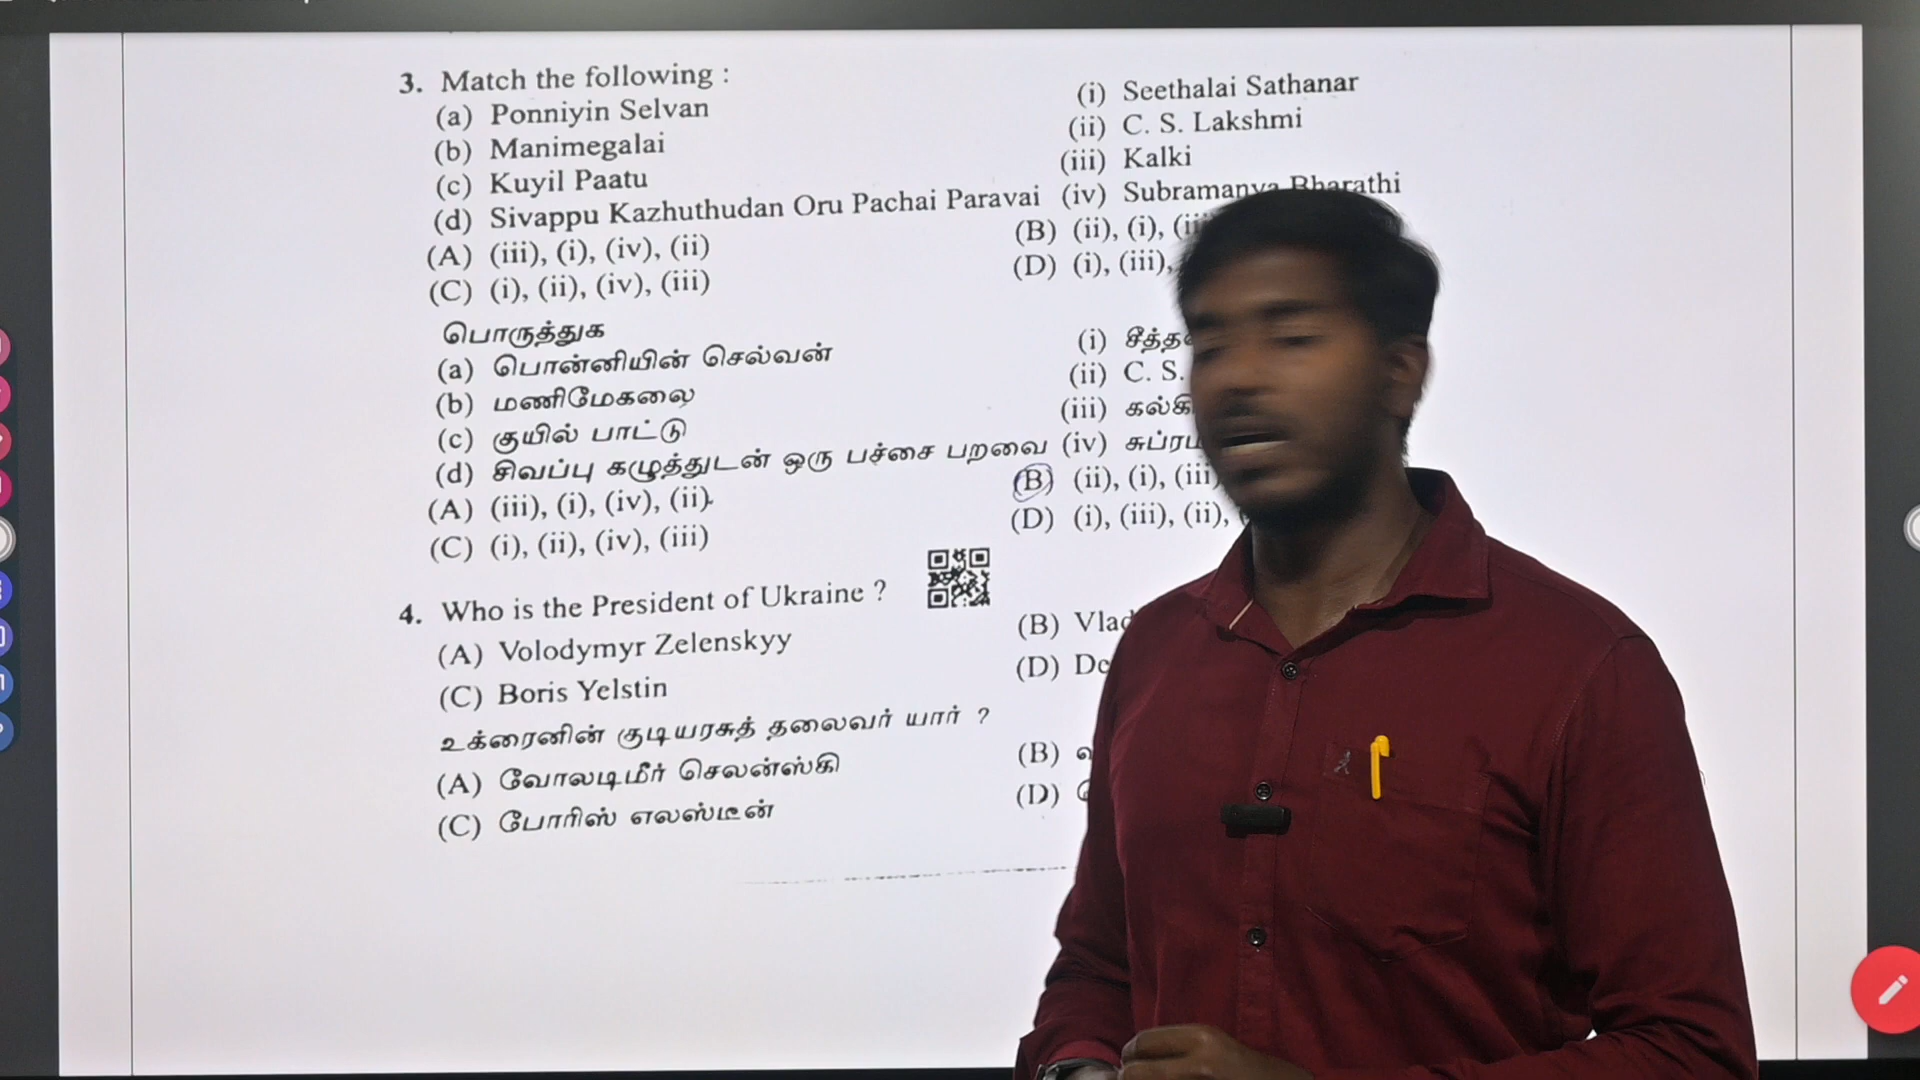 3. Match the following :
(a) Ponniyin Selvan (i) Seethalai Sathanar
(b) Manimegalai (ii) C. S. Lakshmi
(c) Kuyil Paatu (iii) Kalki
(d) Sivappu Kazhuthudan Oru Pachai Paravai (iv) Subramanya Bharathi
(A) (iii), (i), (iv), (ii) (B) (ii), (i),
(C) (i), (ii), (iv), (iii) (D) (i), (iii),
பொருத்துக
(a) பொன்னியின் செல்வன் (i)
(b) மணிமேகலை (ii) C. S.
(c) குயில் பாட்டு (iii) கல்கி
(d) சிவப்பு கழுத்துடன் ஒரு பச்சை பறவை (iv)
(A) (iii), (i), (iv), (ii) (B) (ii), (i), (iii)
(C) (i), (ii), (iv), (iii) (D) (i), (iii), (ii),
4. Who is the President of Ukraine ?
(A) Volodymyr Zelenskyy (B)
(C) Boris Yelstin (D)
உக்ரைனின் குடியரசுத் தலைவர் யார் ?
(A) வோலடிமீர் செலன்ஸ்கி (B)
(C) போரிஸ் எலஸ்டீன் (D)